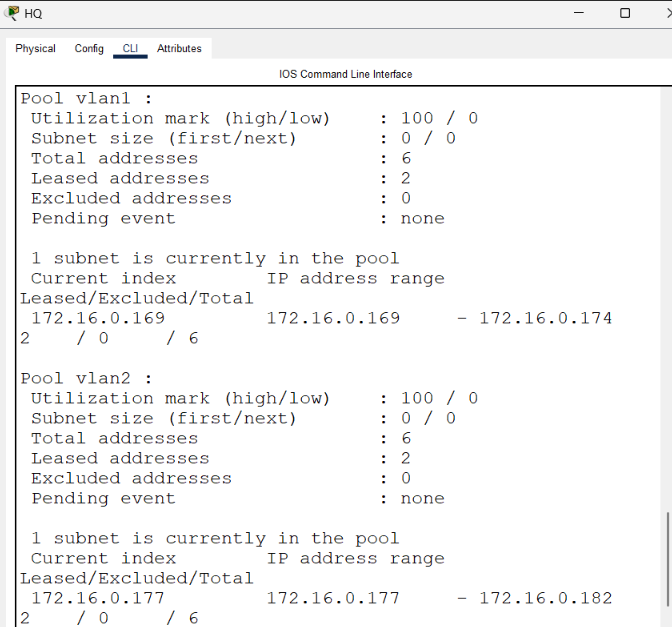 HQ
Physical Config CLI Attributes
IOS Command Line Interface
Pool vlan1 :
 Utilization mark (high/low)    : 100 / 0
 Subnet size (first/next)       : 0 / 0
 Total addresses                : 6
 Leased addresses               : 2
 Excluded addresses             : 0
 Pending event                  : none

 1 subnet is currently in the pool
 Current index        IP address range
Leased/Excluded/Total
 172.16.0.169         172.16.0.169     - 172.16.0.174
2    / 0     / 6

Pool vlan2 :
 Utilization mark (high/low)    : 100 / 0
 Subnet size (first/next)       : 0 / 0
 Total addresses                : 6
 Leased addresses               : 2
 Excluded addresses             : 0
 Pending event                  : none

 1 subnet is currently in the pool
 Current index        IP address range
Leased/Excluded/Total
 172.16.0.177         172.16.0.177     - 172.16.0.182
2    / 0     / 6